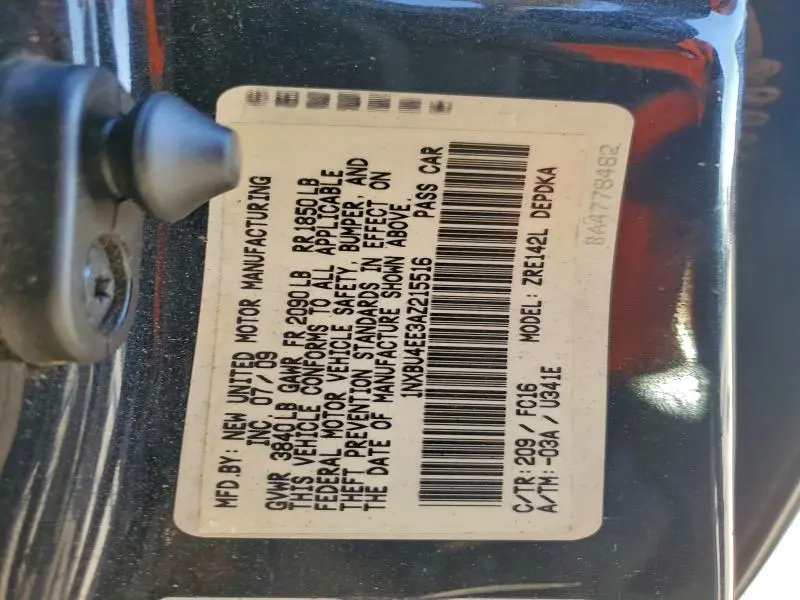 MFD.BY: NEW UNITED MOTOR MANUFACTURING
INC 07/09
GVWR 3840LB GAWR FR 2090LB RR1850LB
THIS VEHICLE CONFORMS TO ALL APPLICABLE
FEDERAL MOTOR VEHICLE SAFETY, BUMPER, AND
THEFT PREVENTION STANDARDS IN EFFECT ON
THE DATE OF MANUFACTURE SHOWN ABOVE.
1NXBU4EE3AZ215516 PASS CAR
C/TR: 209/FC16 MODEL: ZRE142L DEPDKA
A/TM: -03A/U341E
BA4778482